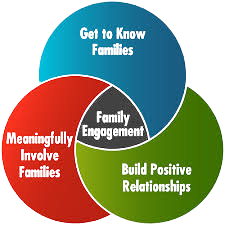 Get to Know
Families
Family
Engagement
Meaningfully
Involve
Families
Build Positive
Relationships